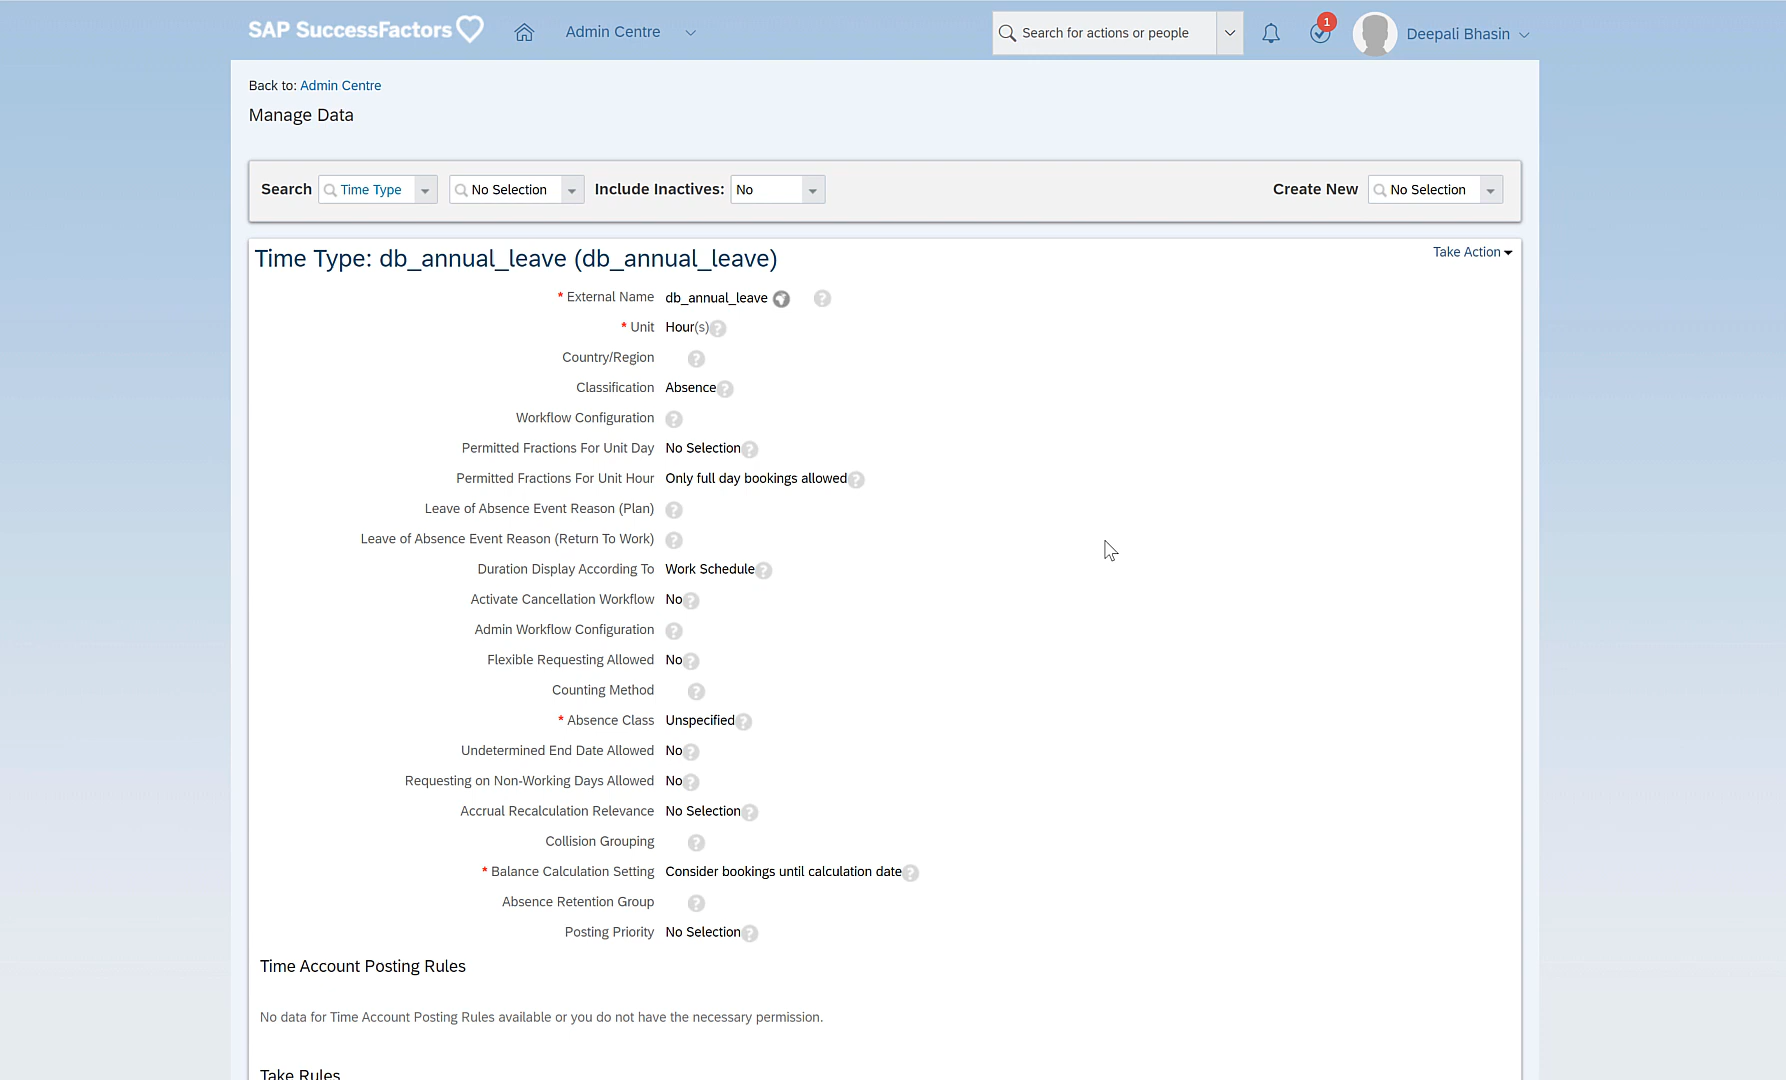 SAP SuccessFactors
Admin Centre
Search for actions or people
1
Deepali Bhasin
Back to: Admin Centre
Manage Data
Search Time Type No Selection Include Inactives: No Create New No Selection
Time Type: db_annual_leave (db_annual_leave)
Take Action
* External Name db_annual_leave ?
* Unit Hour(s) ?
Country/Region ?
Classification Absence ?
Workflow Configuration ?
Permitted Fractions For Unit Day No Selection ?
Permitted Fractions For Unit Hour Only full day bookings allowed ?
Leave of Absence Event Reason (Plan) ?
Leave of Absence Event Reason (Return To Work) ?
Duration Display According To Work Schedule ?
Activate Cancellation Workflow No ?
Admin Workflow Configuration ?
Flexible Requesting Allowed No ?
Counting Method ?
* Absence Class Unspecified ?
Undetermined End Date Allowed No ?
Requesting on Non-Working Days Allowed No ?
Accrual Recalculation Relevance No Selection ?
Collision Grouping ?
* Balance Calculation Setting Consider bookings until calculation date ?
Absence Retention Group ?
Posting Priority No Selection ?
Time Account Posting Rules
No data for Time Account Posting Rules available or you do not have the necessary permission.
Take Rules